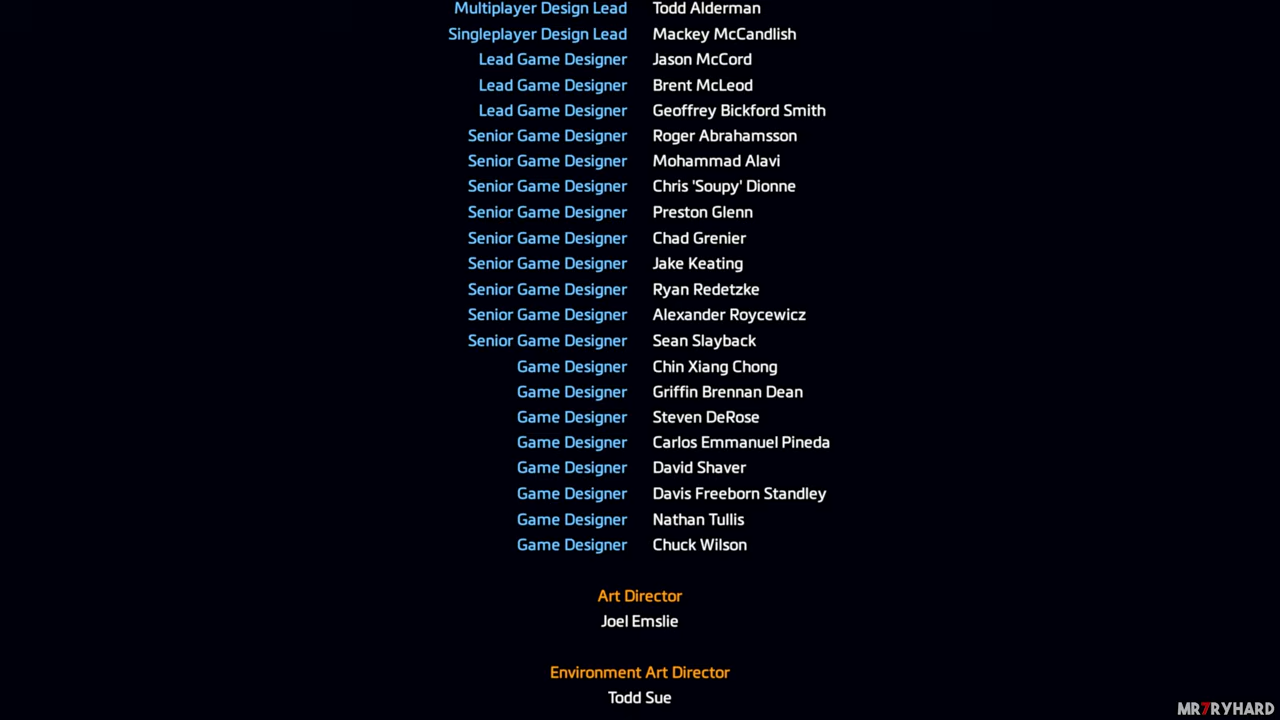 Multiplayer Design Lead Todd Alderman
Singleplayer Design Lead Mackey McCandlish
Lead Game Designer Jason McCord
Lead Game Designer Brent McLeod
Lead Game Designer Geoffrey Bickford Smith
Senior Game Designer Roger Abrahamsson
Senior Game Designer Mohammad Alavi
Senior Game Designer Chris 'Soupy' Dionne
Senior Game Designer Preston Glenn
Senior Game Designer Chad Grenier
Senior Game Designer Jake Keating
Senior Game Designer Ryan Redetzke
Senior Game Designer Alexander Roycewicz
Senior Game Designer Sean Slayback
Game Designer Chin Xiang Chong
Game Designer Griffin Brennan Dean
Game Designer Steven DeRose
Game Designer Carlos Emmanuel Pineda
Game Designer David Shaver
Game Designer Davis Freeborn Standley
Game Designer Nathan Tullis
Game Designer Chuck Wilson
Art Director
Joel Emslie
Environment Art Director
Todd Sue
MR7RYHARD